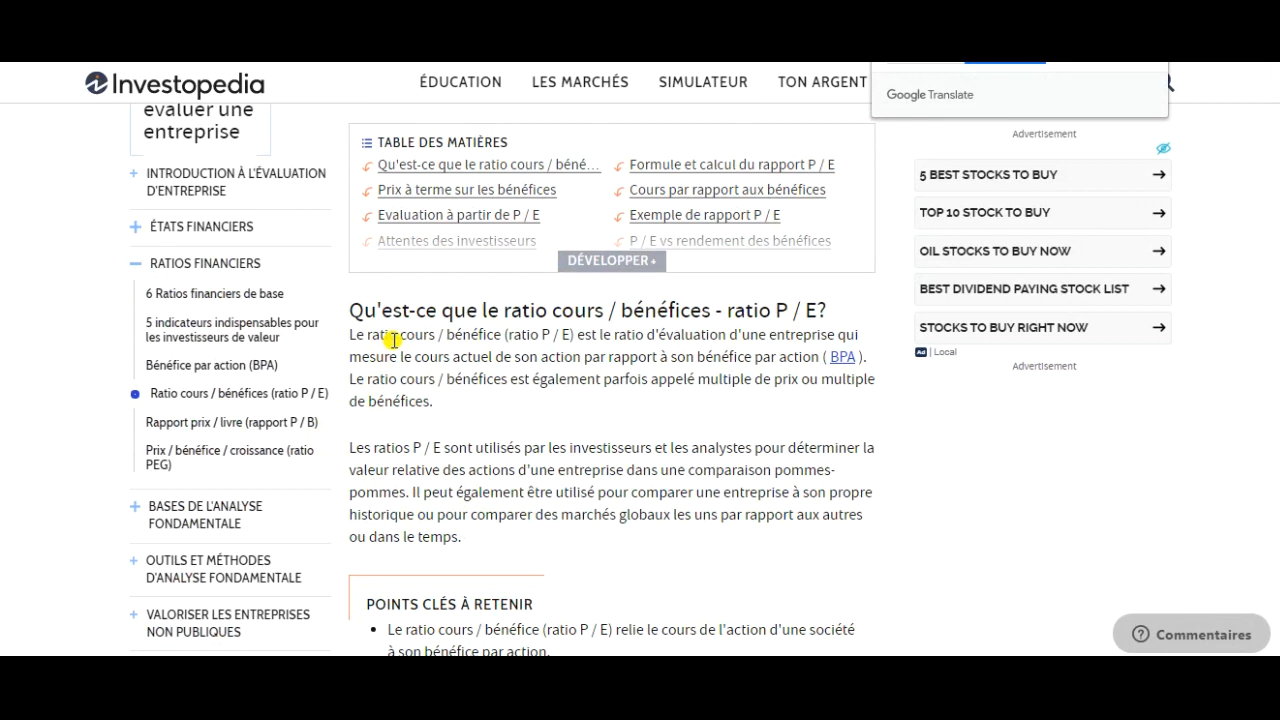 Investopedia
ÉDUCATION
LES MARCHÉS
SIMULATEUR
TON ARGENT
Google Translate
évaluer une
entreprise
INTRODUCTION À L'ÉVALUATION
D'ENTREPRISE
ÉTATS FINANCIERS
RATIOS FINANCIERS
6 Ratios financiers de base
5 indicateurs indispensables pour
les investisseurs de valeur
Bénéfice par action (BPA)
Ratio cours / bénéfices (ratio P / E)
Rapport prix / livre (rapport P / B)
Prix / bénéfice / croissance (ratio
PEG)
BASES DE L'ANALYSE
FONDAMENTALE
OUTILS ET MÉTHODES
D'ANALYSE FONDAMENTALE
VALORISER LES ENTREPRISES
NON PUBLIQUES
TABLE DES MATIÈRES
Qu'est-ce que le ratio cours / béné...
Formule et calcul du rapport P / E
Prix à terme sur les bénéfices
Cours par rapport aux bénéfices
Evaluation à partir de P / E
Exemple de rapport P / E
Attentes des investisseurs
P / E vs rendement des bénéfices
DÉVELOPPER +
Qu'est-ce que le ratio cours / bénéfices - ratio P / E?
Le ratio cours / bénéfice (ratio P / E) est le ratio d'évaluation d'une entreprise qui
mesure le cours actuel de son action par rapport à son bénéfice par action ( BPA ).
Le ratio cours / bénéfices est également parfois appelé multiple de prix ou multiple
de bénéfices.
Les ratios P / E sont utilisés par les investisseurs et les analystes pour déterminer la
valeur relative des actions d'une entreprise dans une comparaison pommes-
pommes. Il peut également être utilisé pour comparer une entreprise à son propre
historique ou pour comparer des marchés globaux les uns par rapport aux autres
ou dans le temps.
POINTS CLÉS À RETENIR
• Le ratio cours / bénéfice (ratio P / E) relie le cours de l'action d'une société
à son bénéfice par action.
Advertisement
5 BEST STOCKS TO BUY
TOP 10 STOCK TO BUY
OIL STOCKS TO BUY NOW
BEST DIVIDEND PAYING STOCK LIST
STOCKS TO BUY RIGHT NOW
Ad | Local
Advertisement
Commentaires